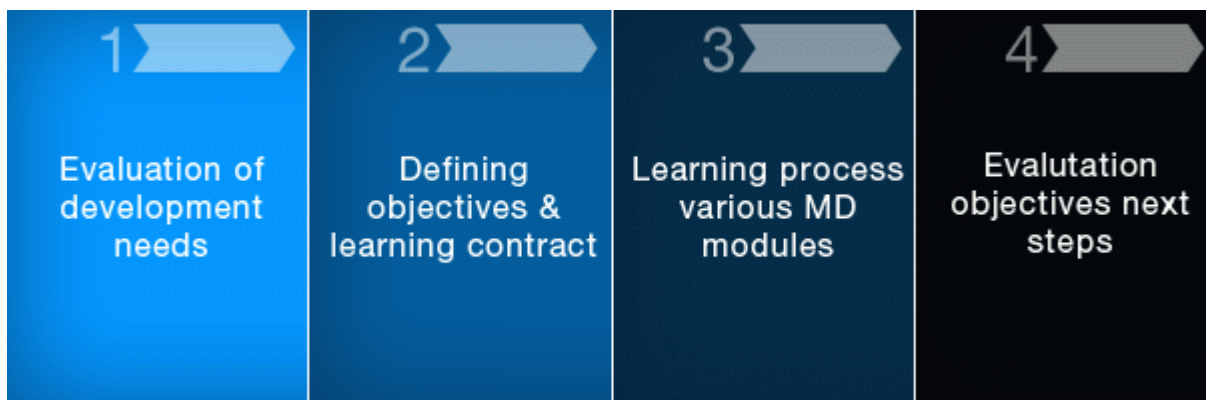 1
Evaluation of
development
needs
2
Defining
objectives &
learning contract
3
Learning process
various MD
modules
4
Evalutation
objectives next
steps